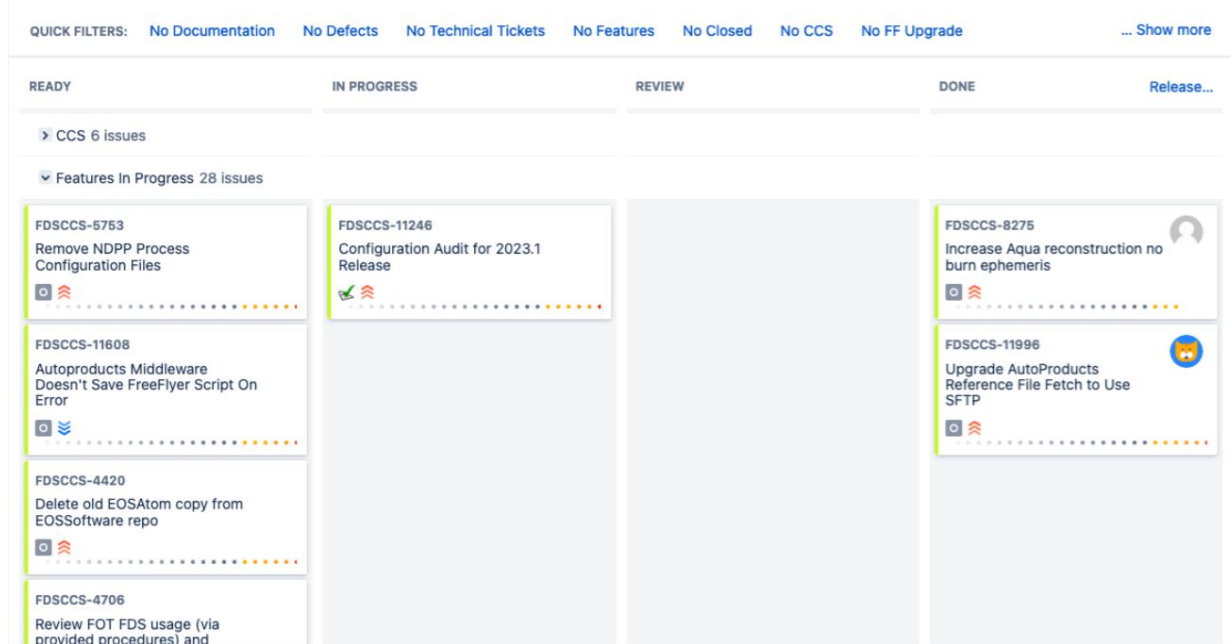 QUICK FILTERS: No Documentation No Defects No Technical Tickets No Features No Closed No CCS No FF Upgrade ... Show more
READY IN PROGRESS REVIEW DONE Release...
CCS 6 issues
Features In Progress 28 issues
FDSCCS-5753
Remove NDPP Process
Configuration Files
FDSCCS-11608
Autoproducts Middleware
Doesn't Save FreeFlyer Script On
Error
FDSCCS-4420
Delete old EOSAtom copy from
EOSSoftware repo
FDSCCS-4706
Review FOT FDS usage (via
provided procedures) and
FDSCCS-11246
Configuration Audit for 2023.1
Release
FDSCCS-8275
Increase Aqua reconstruction no
burn ephemeris
FDSCCS-11996
Upgrade AutoProducts
Reference File Fetch to Use
SFTP